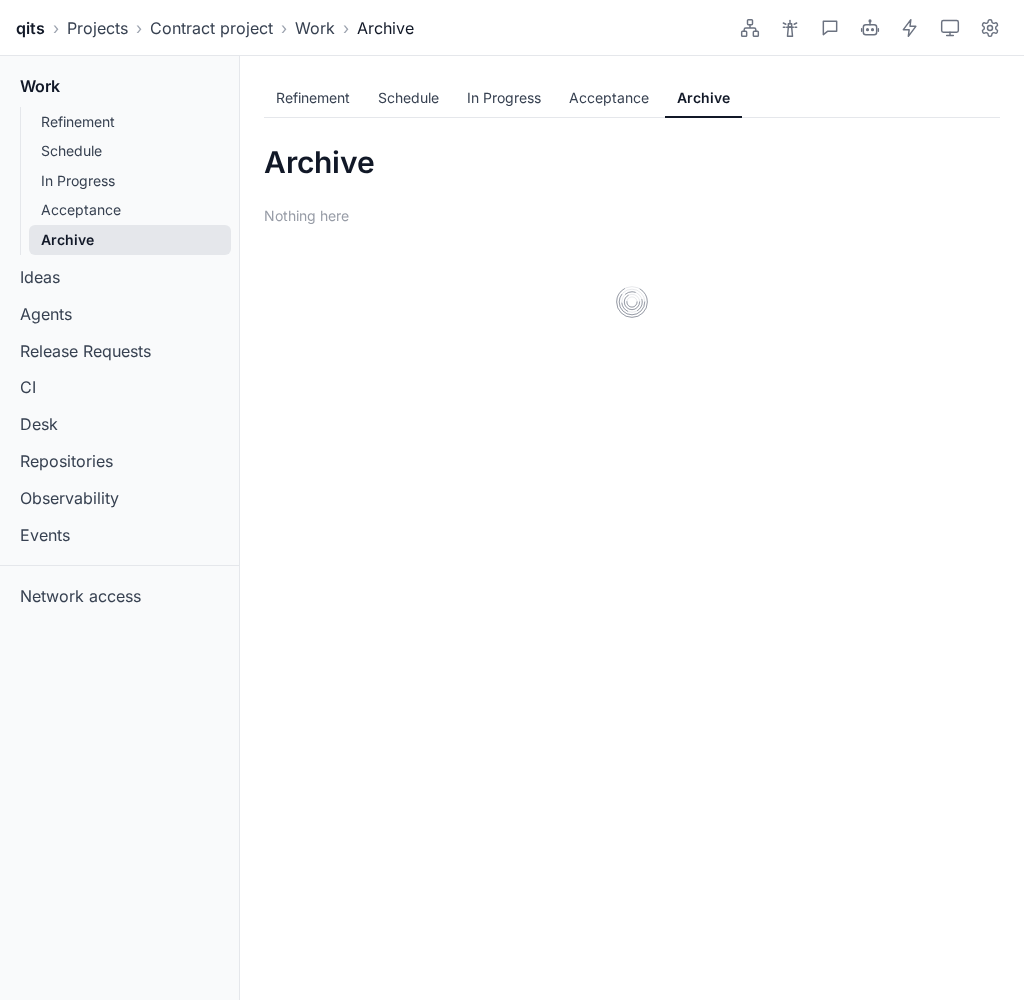 qits › Projects › Contract project › Work › Archive
Work
Refinement
Schedule
In Progress
Acceptance
Archive
Ideas
Agents
Release Requests
CI
Desk
Repositories
Observability
Events
Network access
Refinement Schedule In Progress Acceptance Archive
Archive
Nothing here